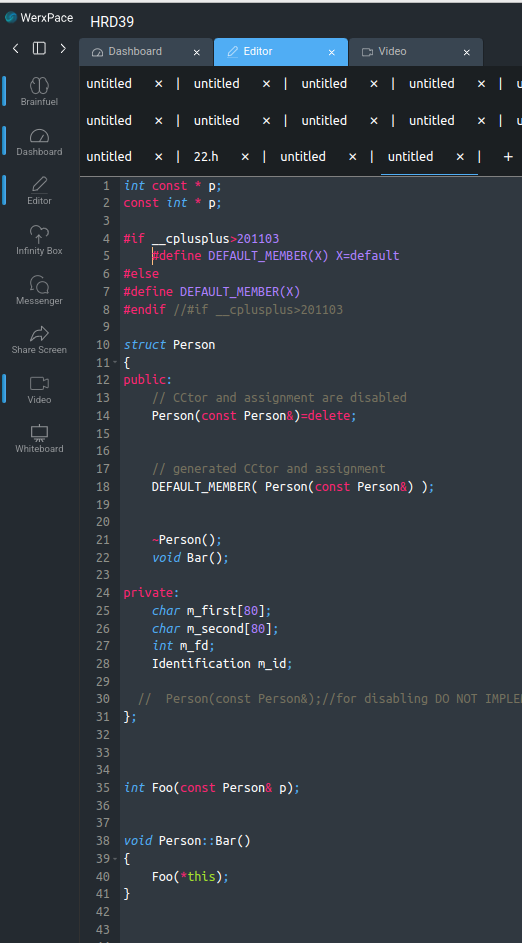 WerxPace
HRD39
Dashboard × Editor × Video ×
Brainfuel
Dashboard
Editor
Infinity Box
Messenger
Share Screen
Video
Whiteboard
untitled × | untitled × | untitled × | untitled × |
untitled × | untitled × | untitled × | untitled × |
untitled × | 22.h × | untitled × | untitled × | +
1 int const * p;
2 const int * p;
3
4 #if __cplusplus>201103
5     #define DEFAULT_MEMBER(X) X=default
6 #else
7 #define DEFAULT_MEMBER(X)
8 #endif //#if __cplusplus>201103
9
10 struct Person
11 {
12 public:
13     // CCtor and assignment are disabled
14     Person(const Person&)=delete;
15
16
17     // generated CCtor and assignment
18     DEFAULT_MEMBER( Person(const Person&) );
19
20
21     ~Person();
22     void Bar();
23
24 private:
25     char m_first[80];
26     char m_second[80];
27     int m_fd;
28     Identification m_id;
29
30   //  Person(const Person&);//for disabling DO NOT IMPLE
31 };
32
33
34
35 int Foo(const Person& p);
36
37
38 void Person::Bar()
39 {
40     Foo(*this);
41 }
42
43